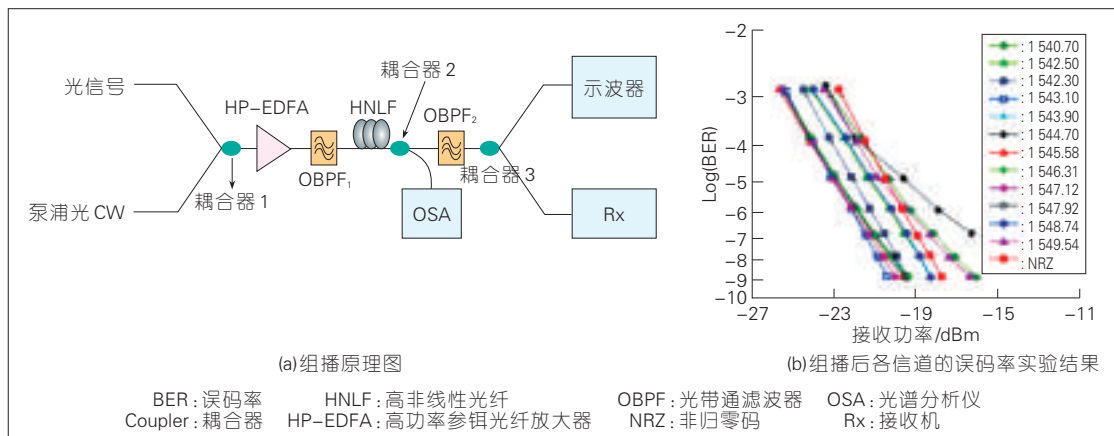 光信号
泵浦光 CW
耦合器 1
HP-EDFA
OBPF₁
HNLF
耦合器 2
OSA
OBPF₂
耦合器 3
示波器
Rx
(a)组播原理图
Log(BER)
-2
-3
-4
-5
-6
-7
-8
-9
-10
-27
-23
-19
-15
-11
接收功率/dBm
: 1 540.70
: 1 542.50
: 1 542.30
: 1 543.10
: 1 543.90
: 1 544.70
: 1 545.58
: 1 546.31
: 1 547.12
: 1 547.92
: 1 548.74
: 1 549.54
: NRZ
(b)组播后各信道的误码率实验结果
BER：误码率 HNLF：高非线性光纤 OBPF：光带通滤波器 OSA：光谱分析仪
Coupler：耦合器 HP-EDFA：高功率参铒光纤放大器 NRZ：非归零码 Rx：接收机